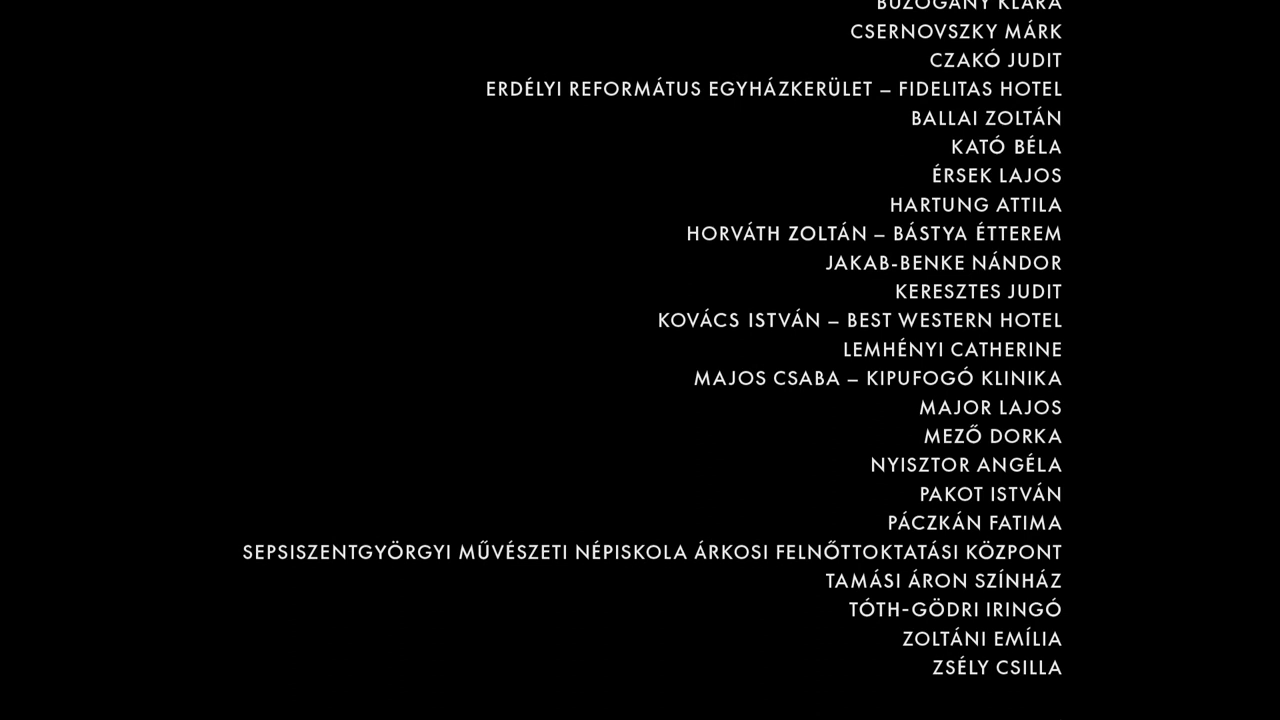 BUZOGÁNY KLÁRA
CSERNOVSZKY MÁRK
CZAKÓ JUDIT
ERDÉLYI REFORMÁTUS EGYHÁZKERÜLET – FIDELITAS HOTEL
BALLAI ZOLTÁN
KATÓ BÉLA
ÉRSEK LAJOS
HARTUNG ATTILA
HORVÁTH ZOLTÁN – BÁSTYA ÉTTEREM
JAKAB-BENKE NÁNDOR
KERESZTES JUDIT
KOVÁCS ISTVÁN – BEST WESTERN HOTEL
LEMHÉNYI CATHERINE
MAJOS CSABA – KIPUFOGÓ KLINIKA
MAJOR LAJOS
MEZŐ DORKA
NYISZTOR ANGÉLA
PAKOT ISTVÁN
PÁCZKÁN FATIMA
SEPSISZENTGYÖRGYI MŰVÉSZETI NÉPISKOLA ÁRKOSI FELNŐTTOKTATÁSI KÖZPONT
TAMÁSI ÁRON SZÍNHÁZ
TÓTH-GÖDRI IRINGÓ
ZOLTÁNI EMÍLIA
ZSÉLY CSILLA